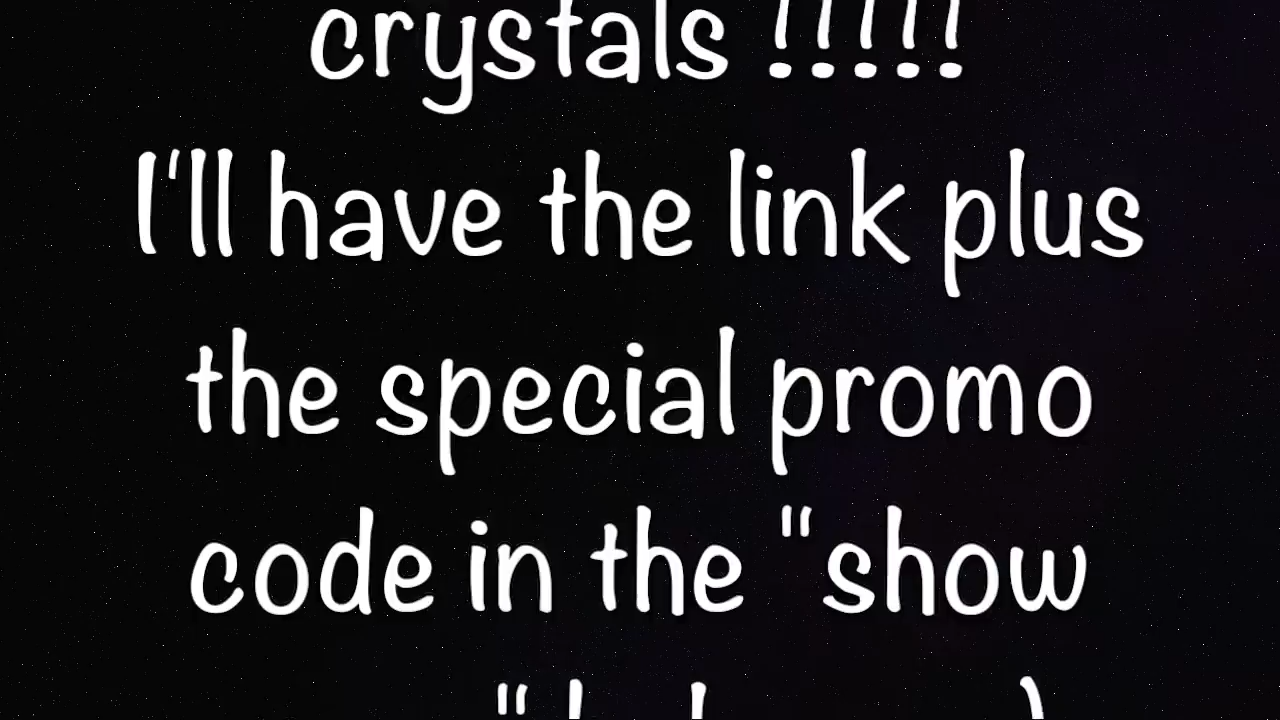 crystals !!!!!
I'll have the link plus
the special promo
code in the "show